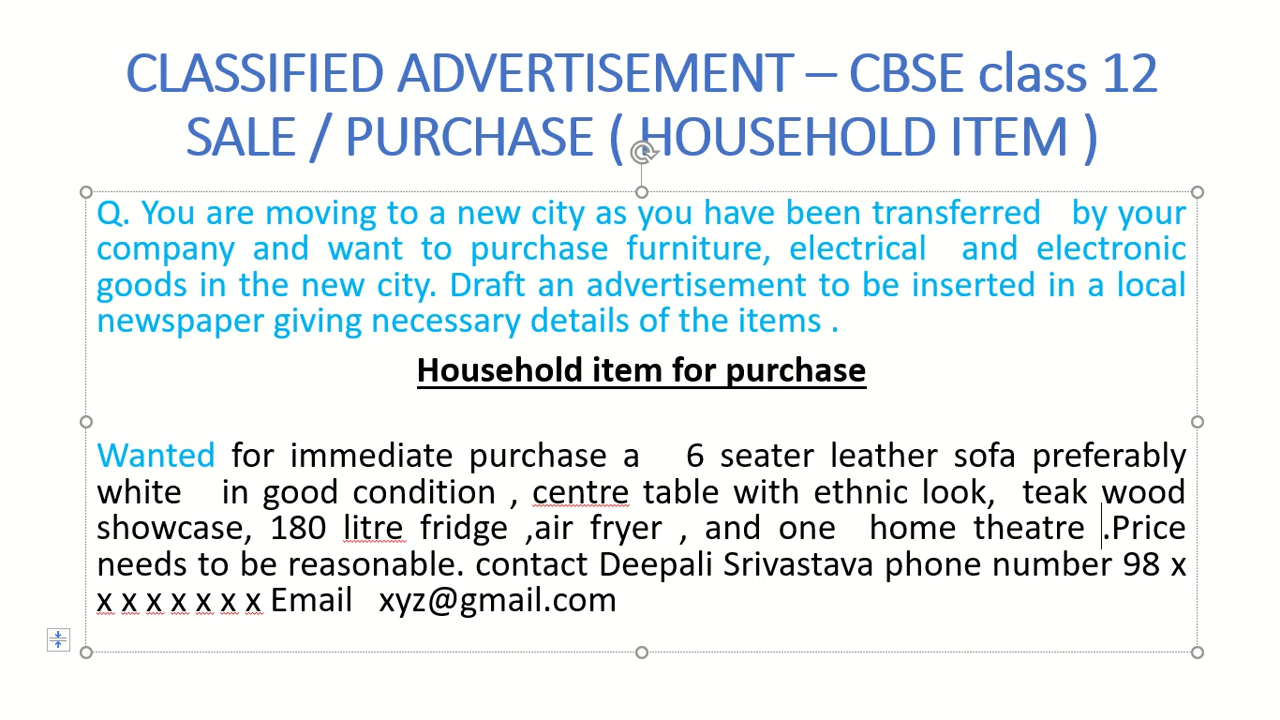 CLASSIFIED ADVERTISEMENT – CBSE class 12
SALE / PURCHASE ( HOUSEHOLD ITEM )
Q. You are moving to a new city as you have been transferred by your
company and want to purchase furniture, electrical and electronic
goods in the new city. Draft an advertisement to be inserted in a local
newspaper giving necessary details of the items .
Household item for purchase
Wanted for immediate purchase a 6 seater leather sofa preferably
white in good condition , centre table with ethnic look, teak wood
showcase, 180 litre fridge ,air fryer , and one home theatre .Price
needs to be reasonable. contact Deepali Srivastava phone number 98 x
x x x x x x x Email xyz@gmail.com